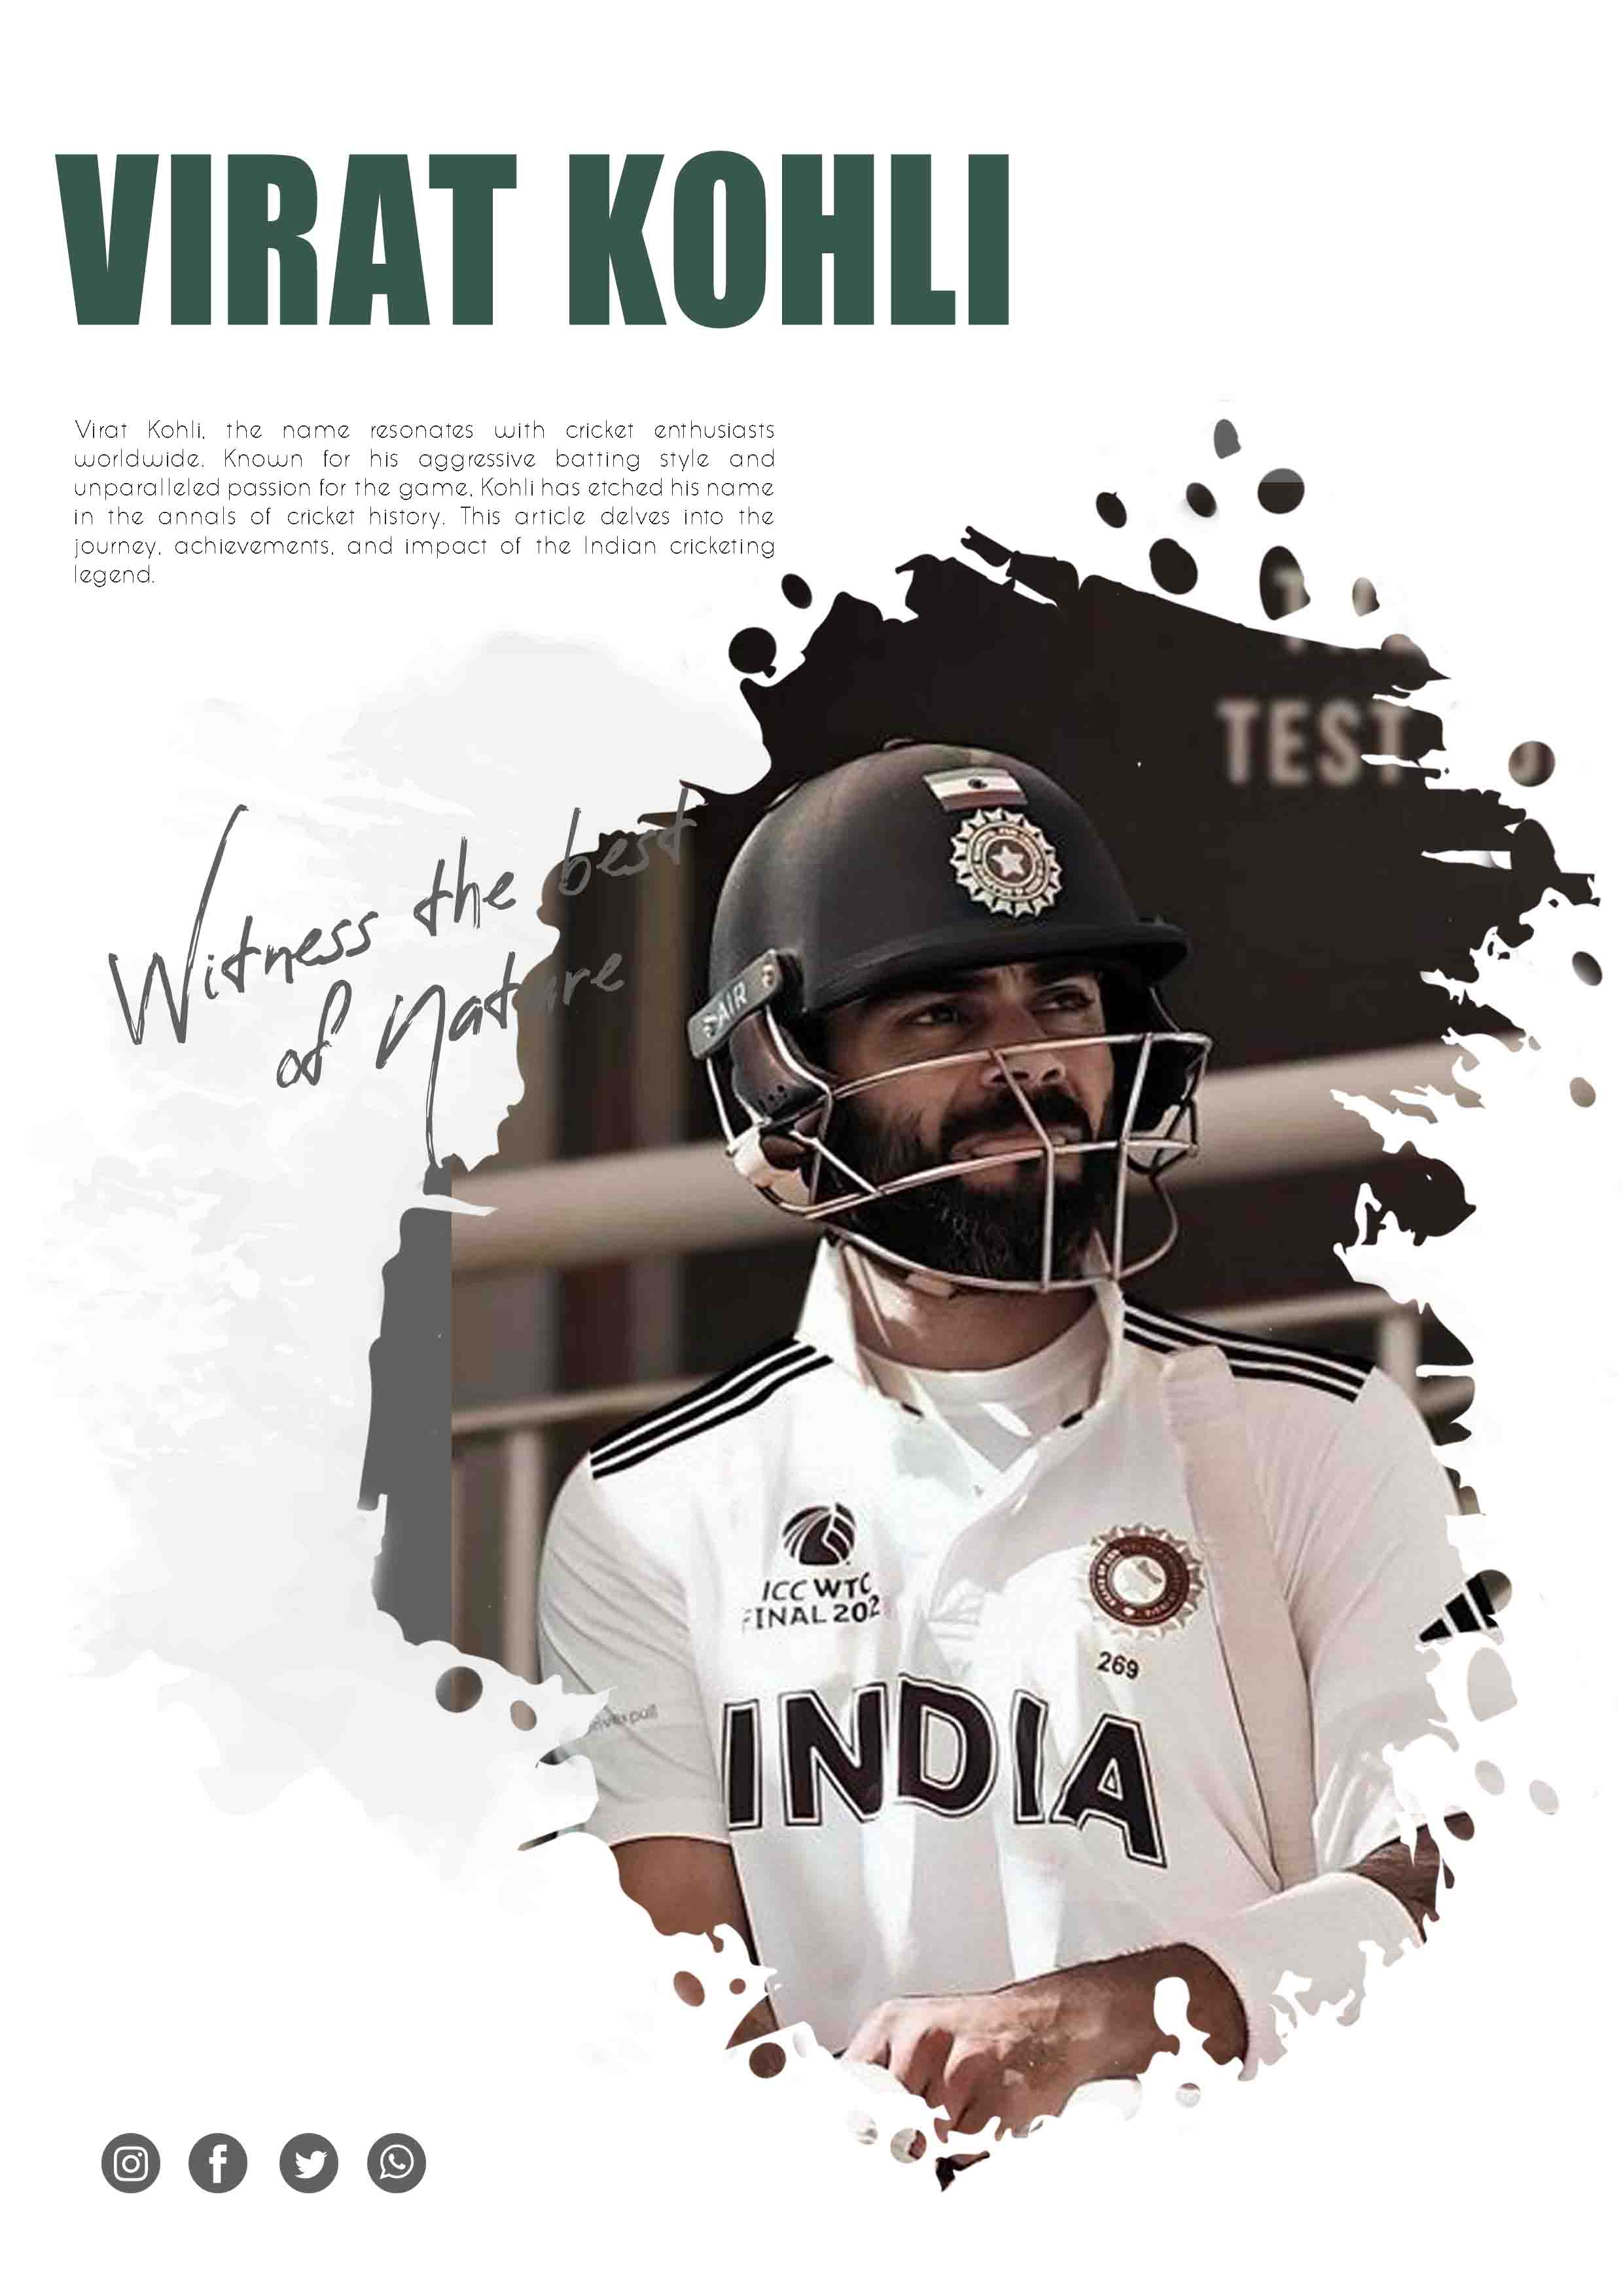 VIRAT KOHLI
Virat Kohli, the name resonates with cricket enthusiasts
worldwide. Known for his aggressive batting style and
unparalleled passion for the game, Kohli has etched his name
in the annals of cricket history. This article delves into the
journey, achievements, and impact of the Indian cricketing
legend.
TEST
Witness the best
of Nature
AIR
ICC WTC
FINAL 202
269
INDIA